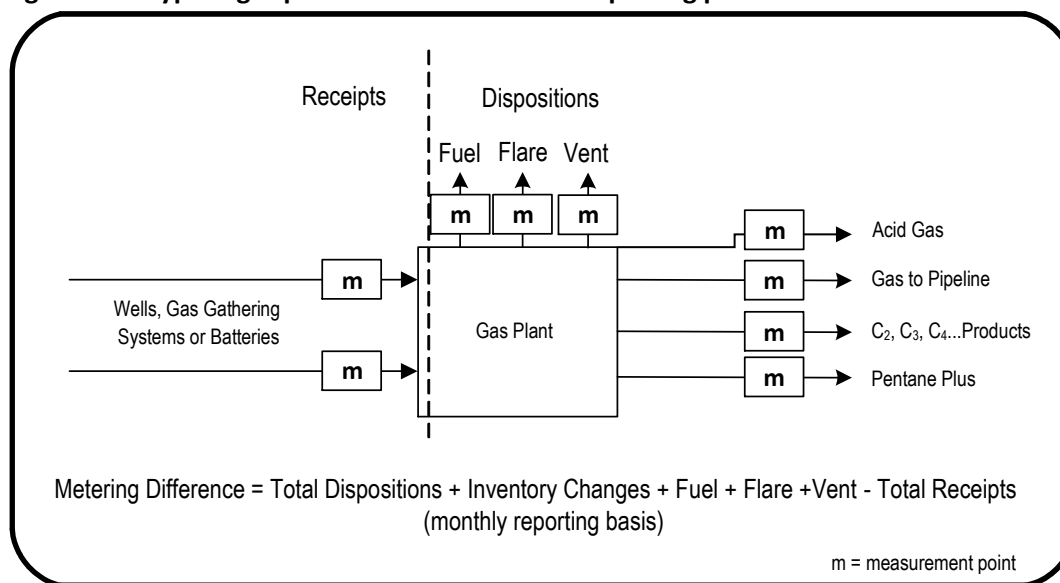 Receipts
Dispositions
Fuel
Flare
Vent
m
m
m
m
Acid Gas
m
m
Gas to Pipeline
Wells, Gas Gathering
Systems or Batteries
Gas Plant
m
C₂, C₃, C₄...Products
m
m
Pentane Plus
Metering Difference = Total Dispositions + Inventory Changes + Fuel + Flare +Vent - Total Receipts
(monthly reporting basis)
m = measurement point